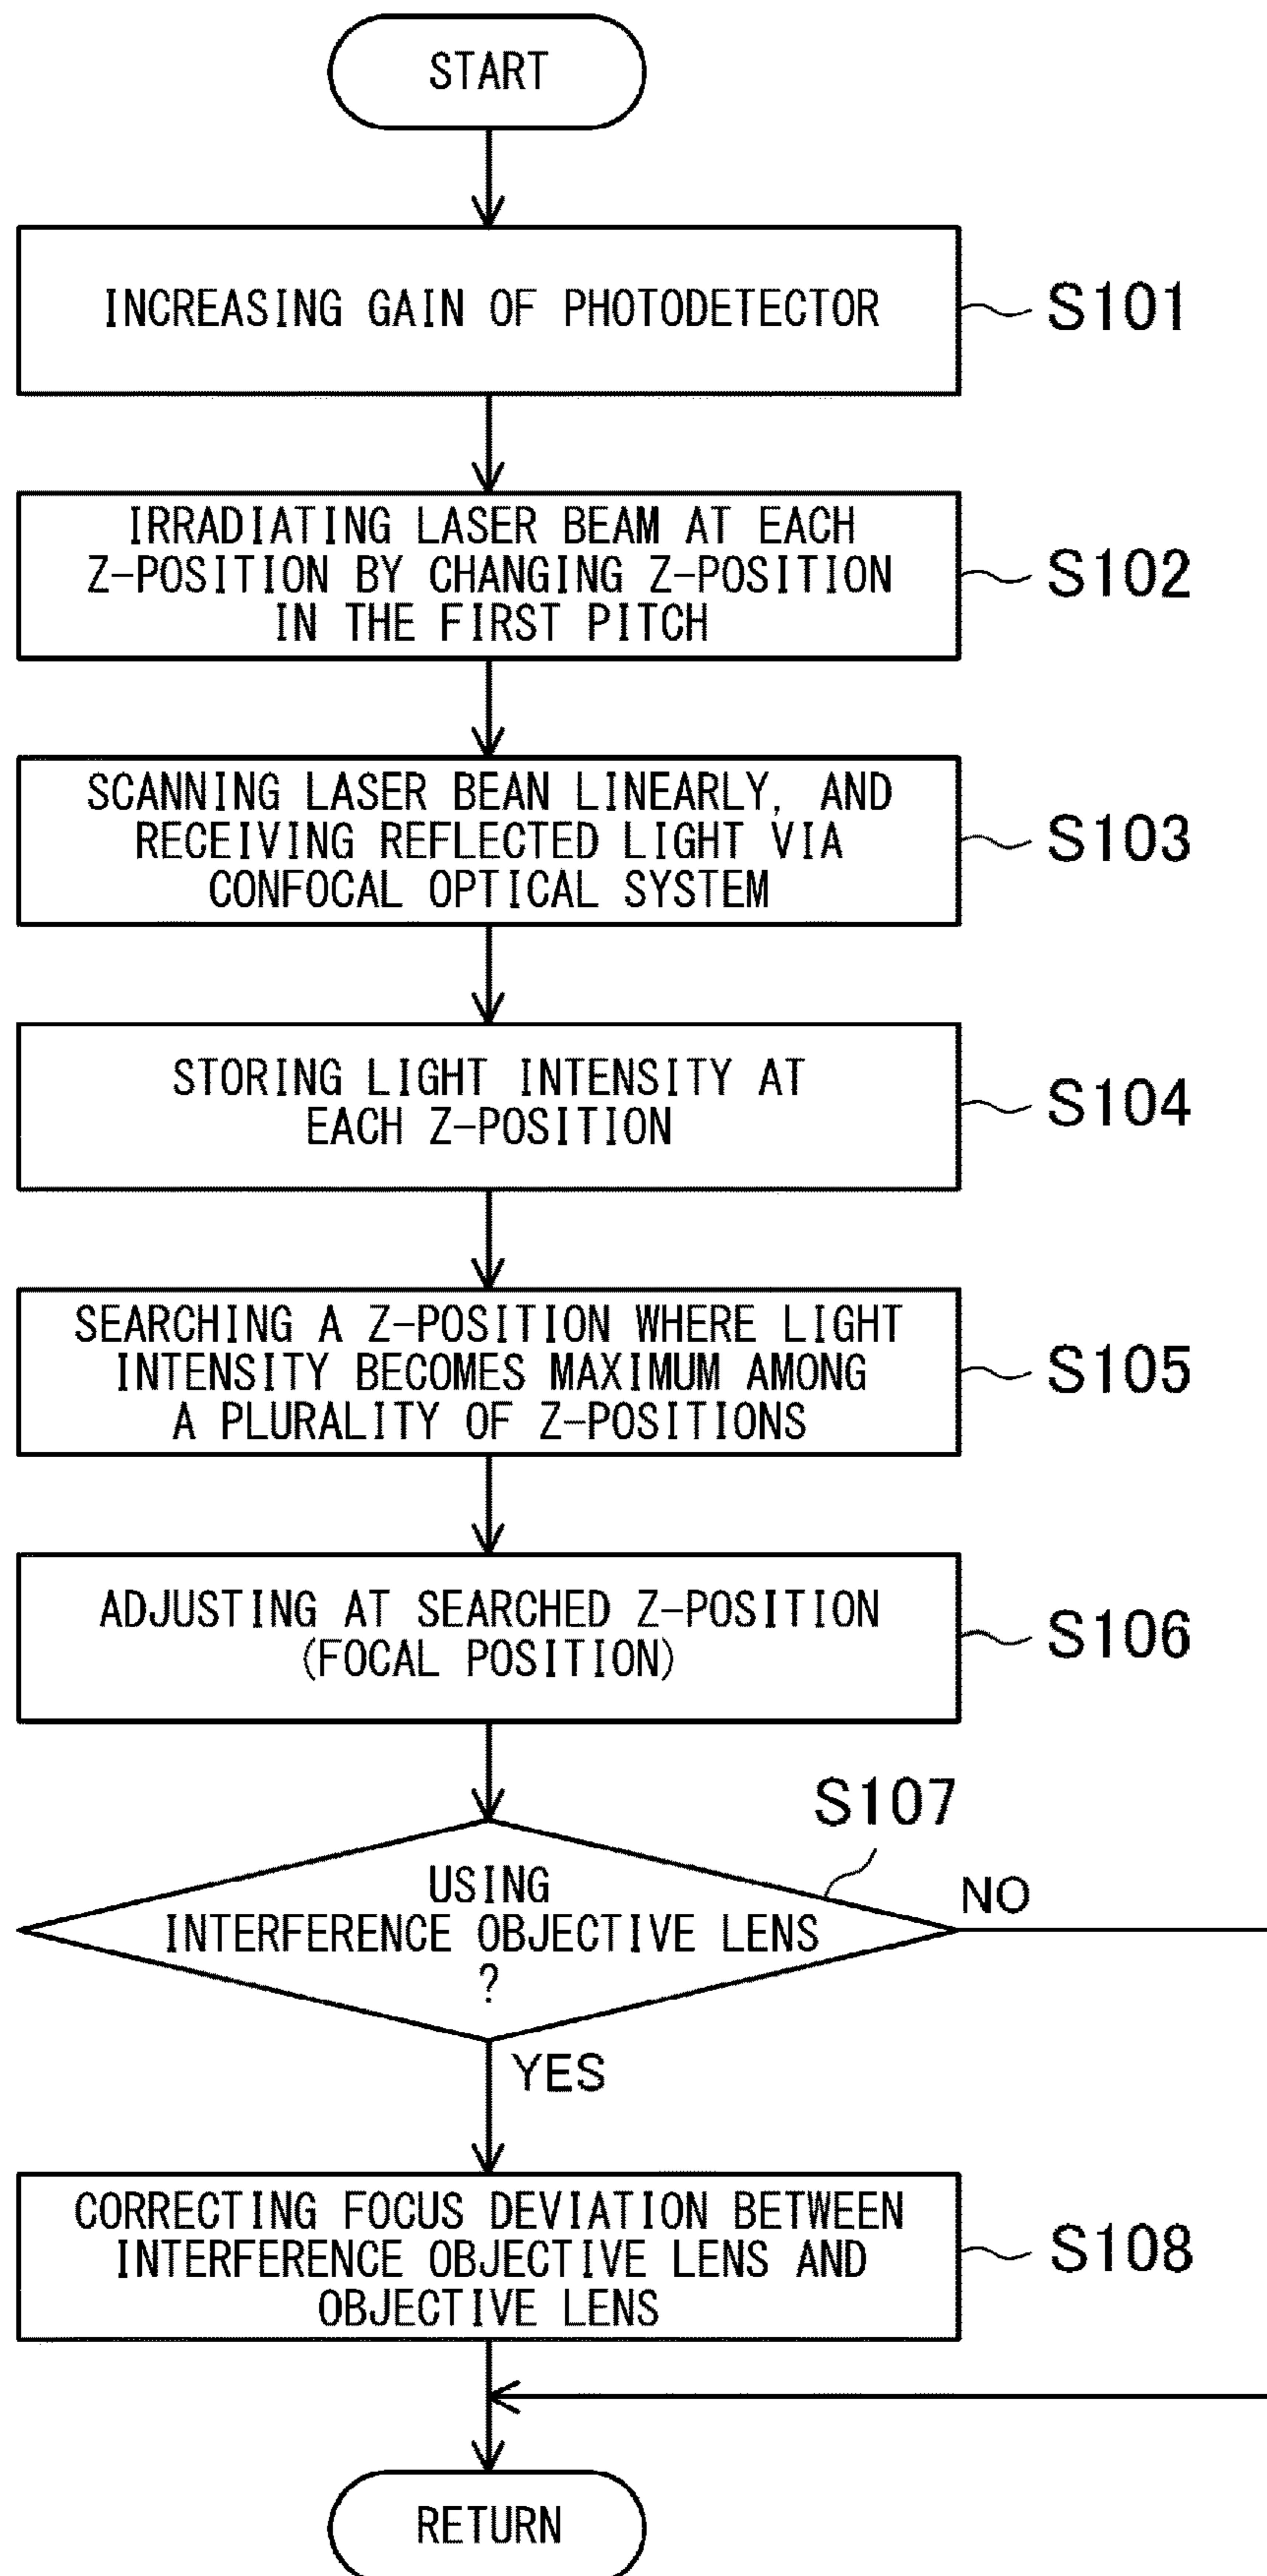 START
INCREASING GAIN OF PHOTODETECTOR
S101
IRRADIATING LASER BEAM AT EACH
Z-POSITION BY CHANGING Z-POSITION
IN THE FIRST PITCH
S102
SCANNING LASER BEAN LINEARLY, AND
RECEIVING REFLECTED LIGHT VIA
CONFOCAL OPTICAL SYSTEM
S103
STORING LIGHT INTENSITY AT
EACH Z-POSITION
S104
SEARCHING A Z-POSITION WHERE LIGHT
INTENSITY BECOMES MAXIMUM AMONG
A PLURALITY OF Z-POSITIONS
S105
ADJUSTING AT SEARCHED Z-POSITION
(FOCAL POSITION)
S106
S107
USING
INTERFERENCE OBJECTIVE LENS
?
NO
YES
CORRECTING FOCUS DEVIATION BETWEEN
INTERFERENCE OBJECTIVE LENS AND
OBJECTIVE LENS
S108
RETURN